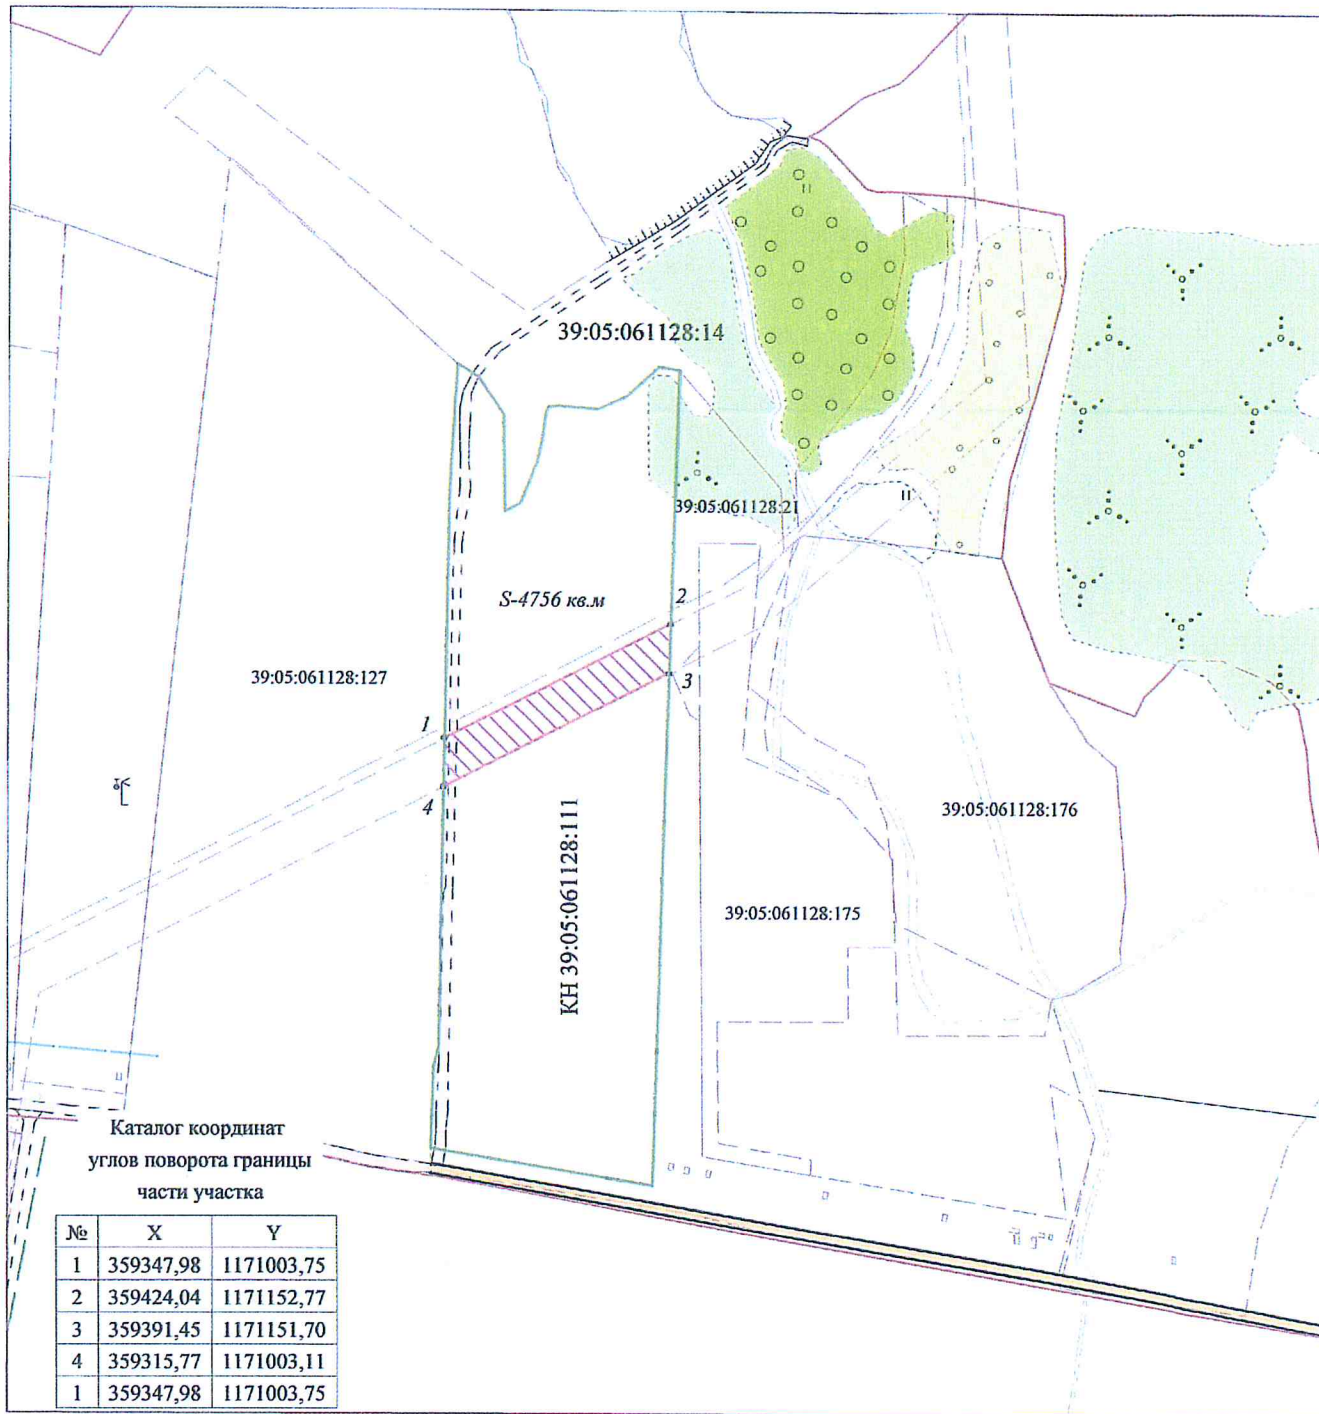 39:05:061128:14
39:05:061128:21
S-4756 кв.м
2
39:05:061128:127
3
1
4
39:05:061128:176
КН 39:05:061128:111
39:05:061128:175
Каталог координат
углов поворота границы
части участка
№ X Y
1 359347,98 1171003,75
2 359424,04 1171152,77
3 359391,45 1171151,70
4 359315,77 1171003,11
1 359347,98 1171003,75